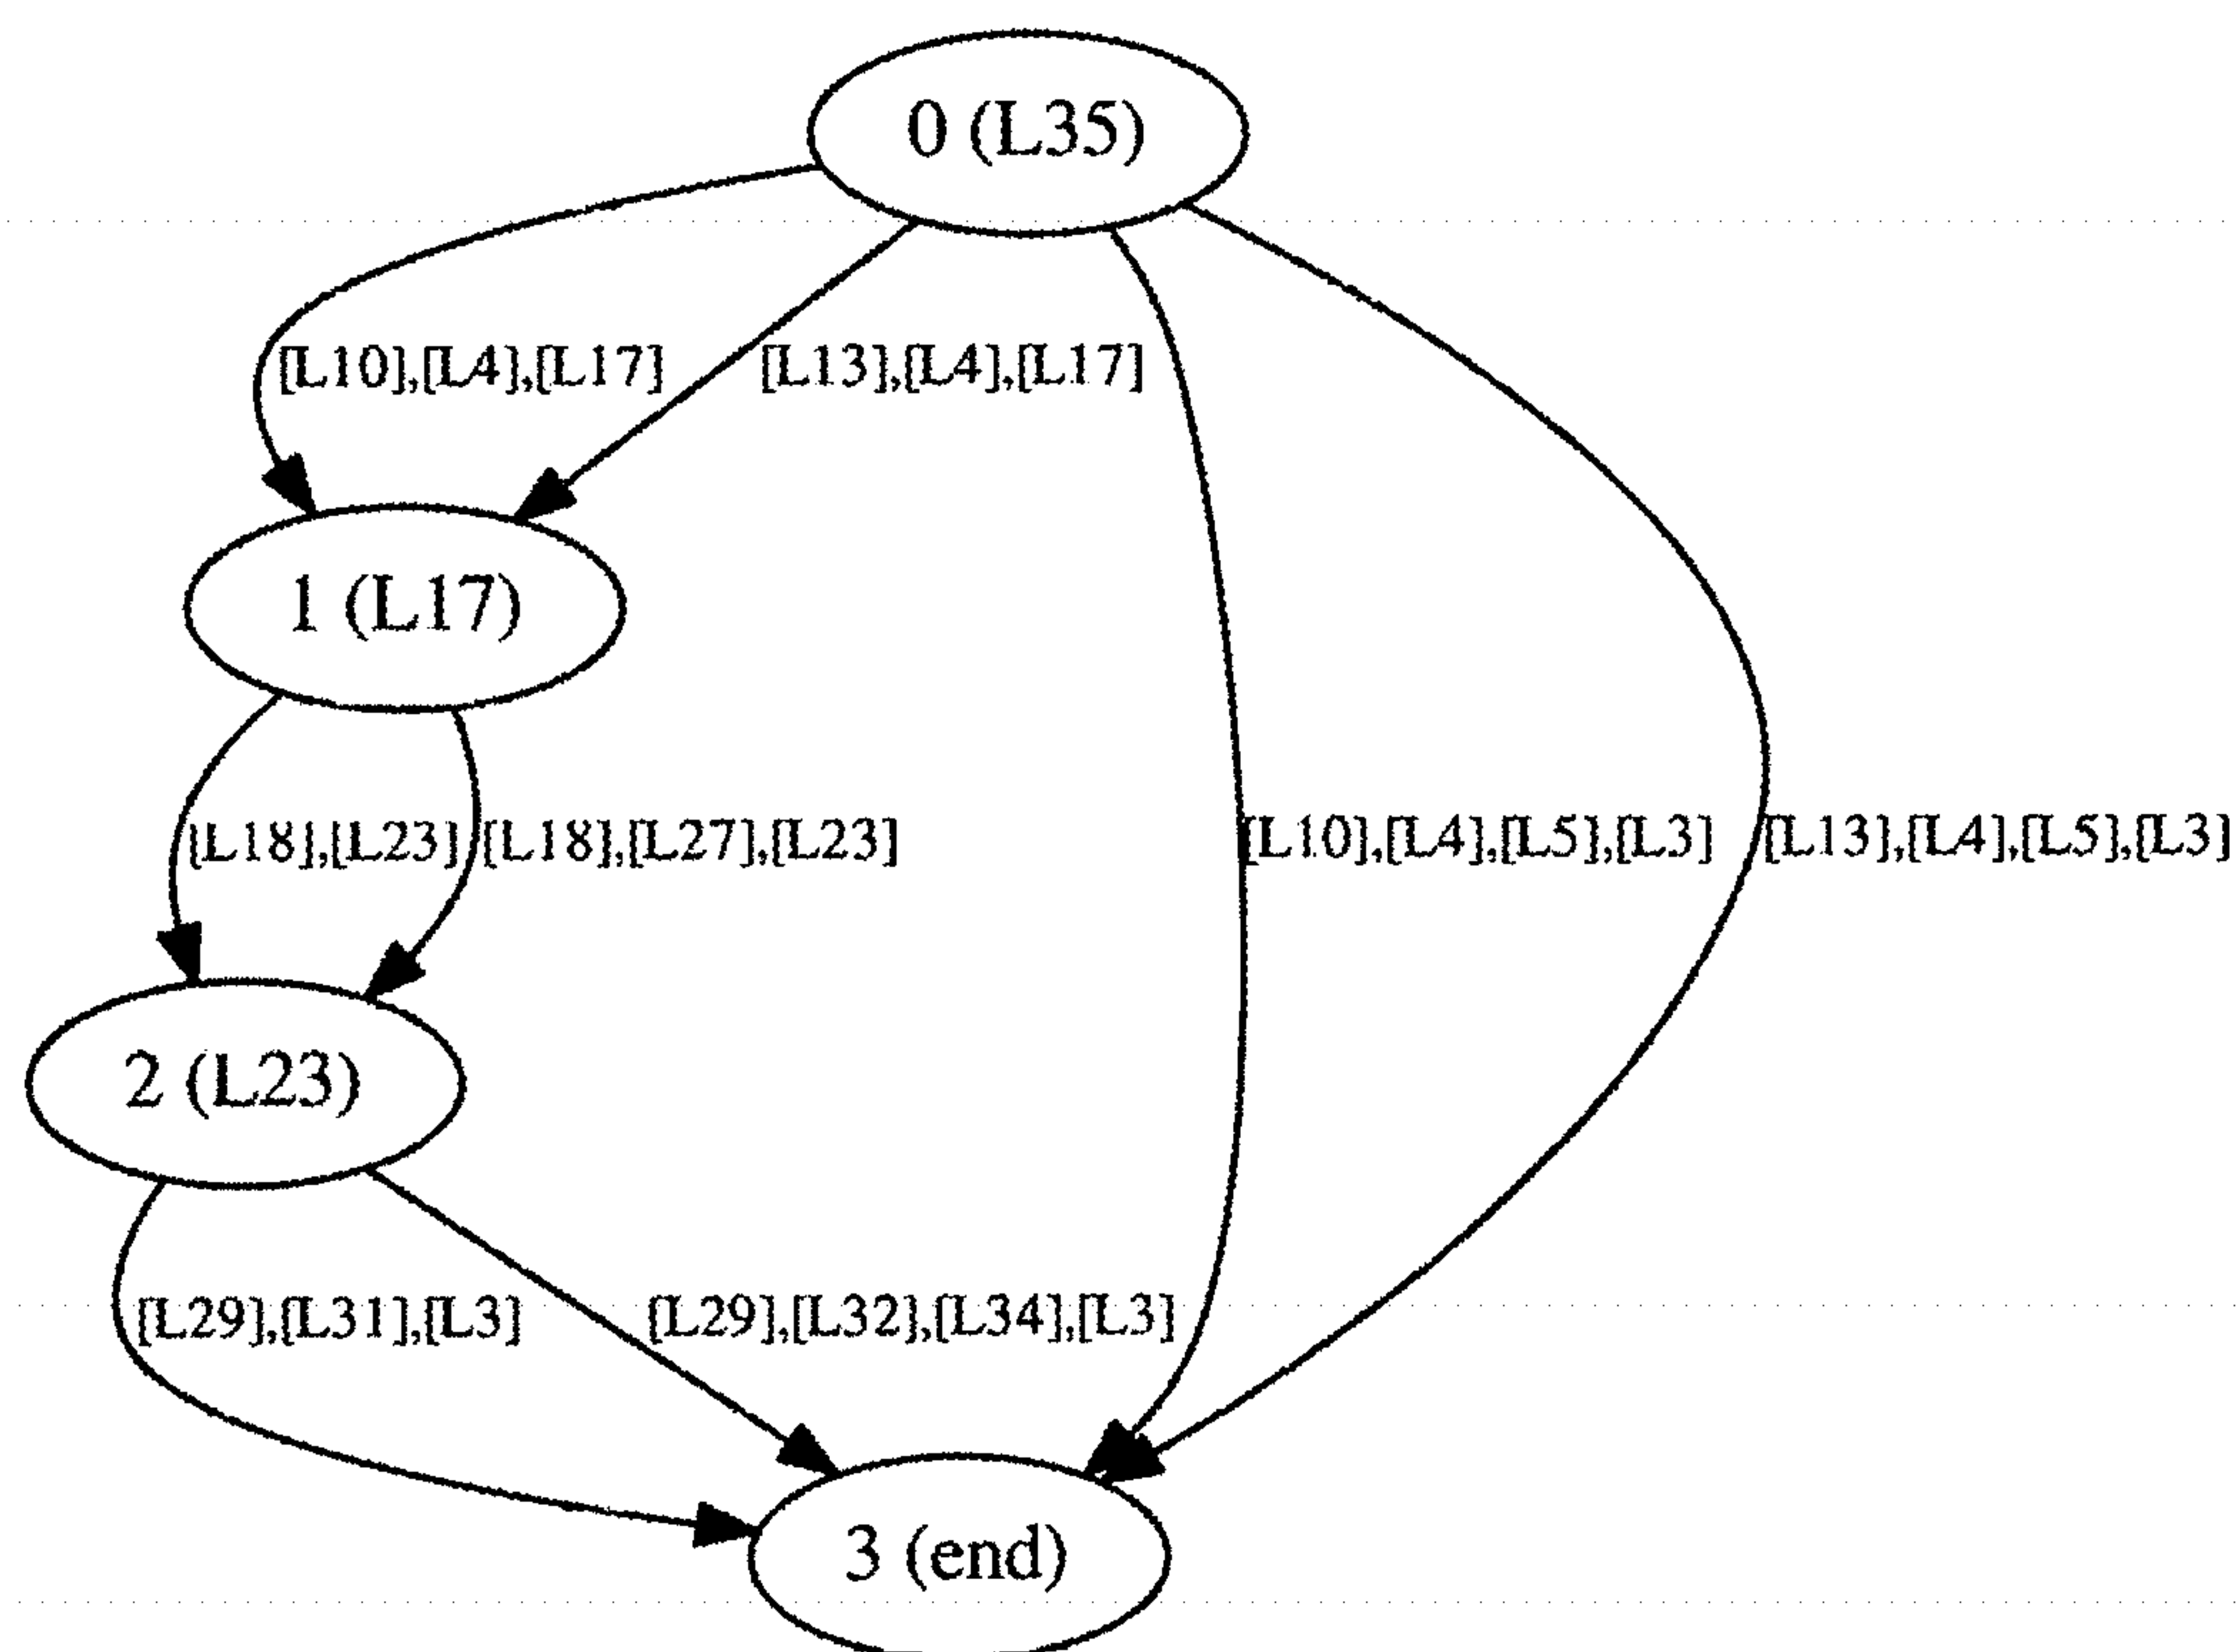 0 (L35)
[L10],[L4],[L17]
[L13],[L4],[L17]
1 (L17)
[L18],[L23]
[L18],[L27],[L23]
[L10],[L4],[L5],[L3]
[L13],[L4],[L5],[L3]
2 (L23)
[L29],[L31],[L3]
[L29],[L32],[L34],[L3]
3 (end)